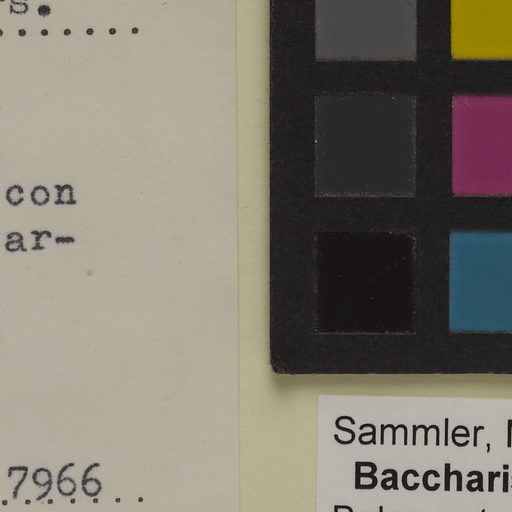 s.
con
ar-
7966
Sammler,
Baccharis